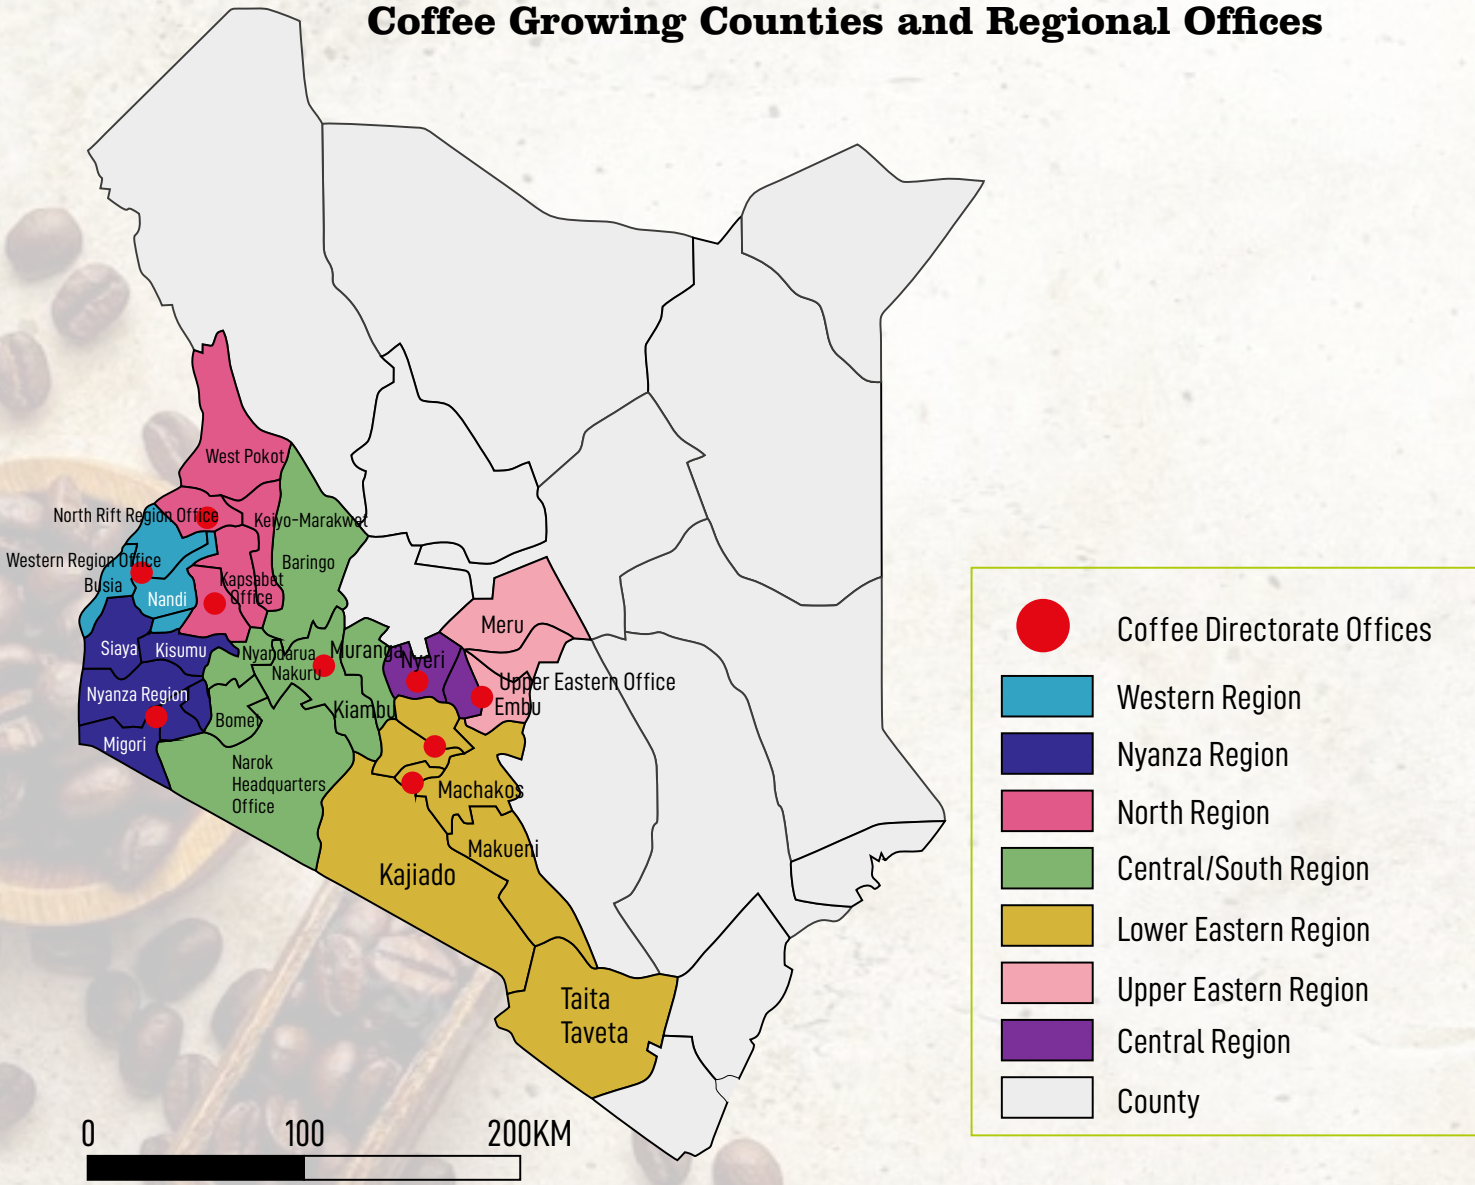 Coffee Growing Counties and Regional Offices
West Pokot
North Rift Region Office
Keiyo-Marakwet
Western Region Office
Baringo
Busia
Kapsabet
Office
Nandi
Siaya
Kisumu
Nyandarua
Nakuru
Muranga
Nyeri
Meru
Nyanza Region
Upper Eastern Office
Embu
Bomet
Kiambu
Migori
Narok
Headquarters
Office
Machakos
Makueni
Kajiado
Taita
Taveta
Coffee Directorate Offices
Western Region
Nyanza Region
North Region
Central/South Region
Lower Eastern Region
Upper Eastern Region
Central Region
County
0 100 200KM